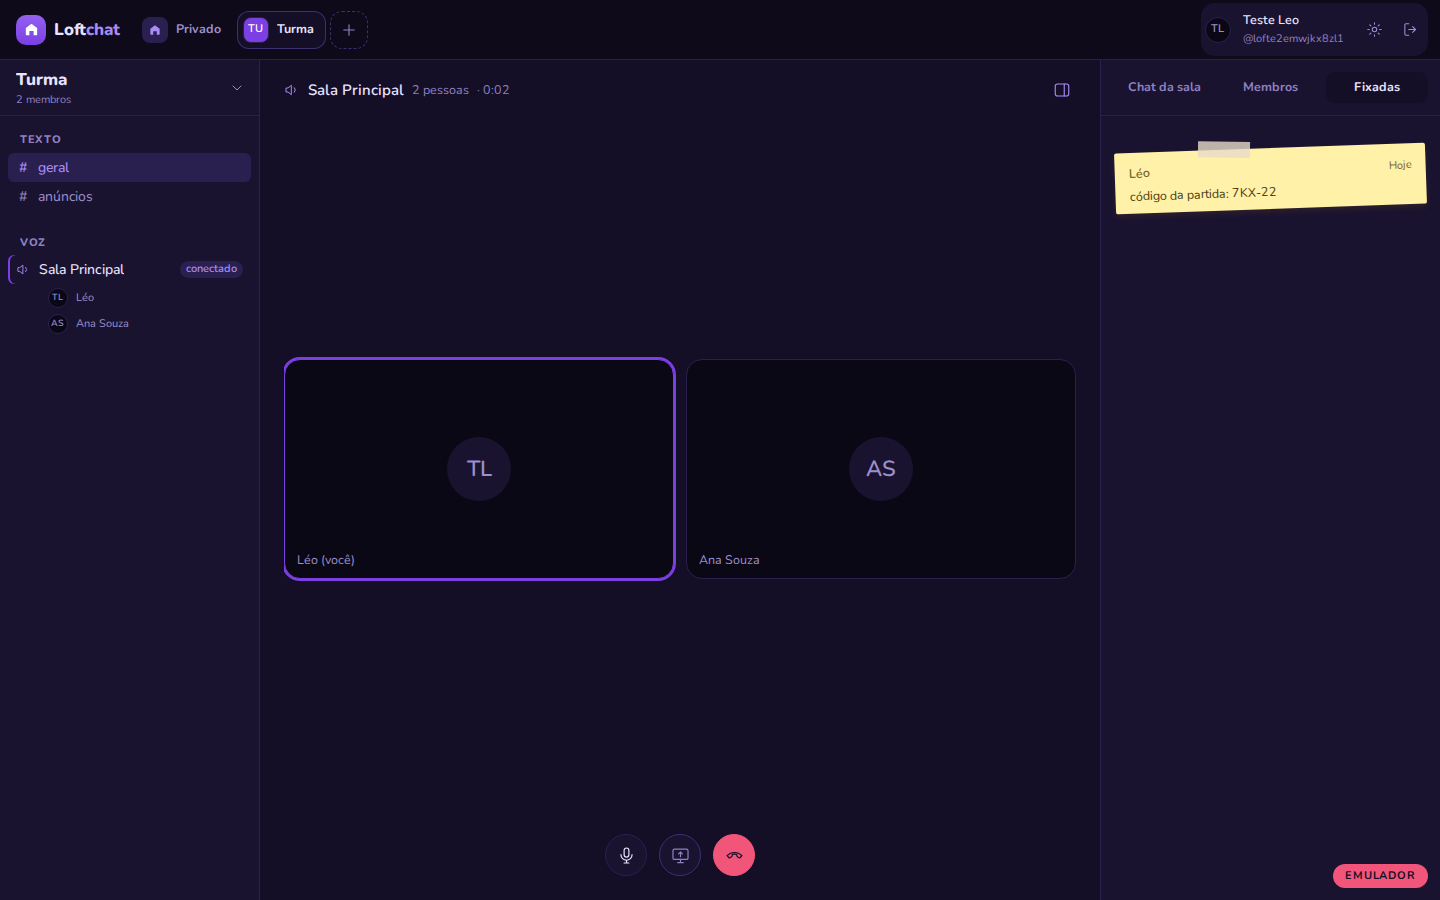 Loftchat
Privado
TU
Turma
TL
Teste Leo
@lofte2emwjkx8zl1
Turma
2 membros
TEXTO
# geral
# anúncios
VOZ
Sala Principal
conectado
TL
Léo
AS
Ana Souza
Sala Principal 2 pessoas · 0:02
TL
Léo (você)
AS
Ana Souza
Chat da sala
Membros
Fixadas
Léo
Hoje
código da partida: 7KX-22
EMULADOR